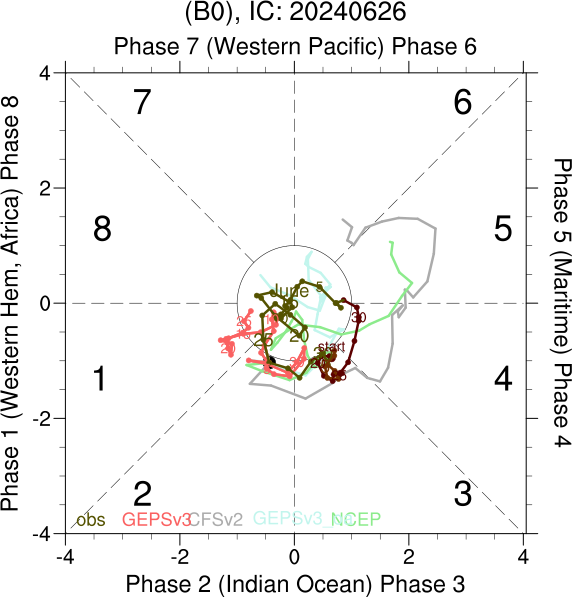 (B0), IC: 20240626
Phase 7 (Western Pacific) Phase 6
Phase 1 (Western Hem, Africa) Phase 8
Phase 5 (Maritime) Phase 4
4
7
6
2
8
5
June 5
0
30
25
20
start
1
4
-2
2
3
obs
GEPSv3
CFSv2
GEPSv3
NCEP
-4
-4
-2
0
2
4
Phase 2 (Indian Ocean) Phase 3